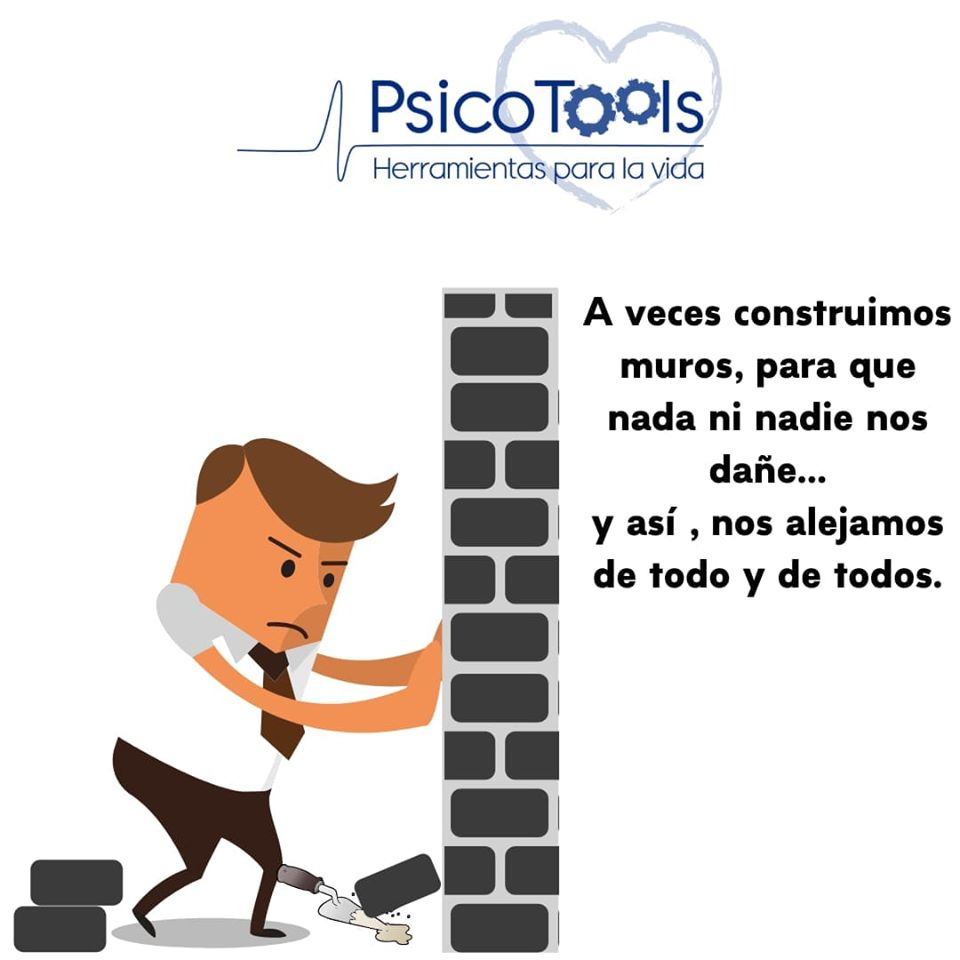 PsicoTools
Herramientas para la vida
A veces construimos
muros, para que
nada ni nadie nos
dañe...
y así , nos alejamos
de todo y de todos.